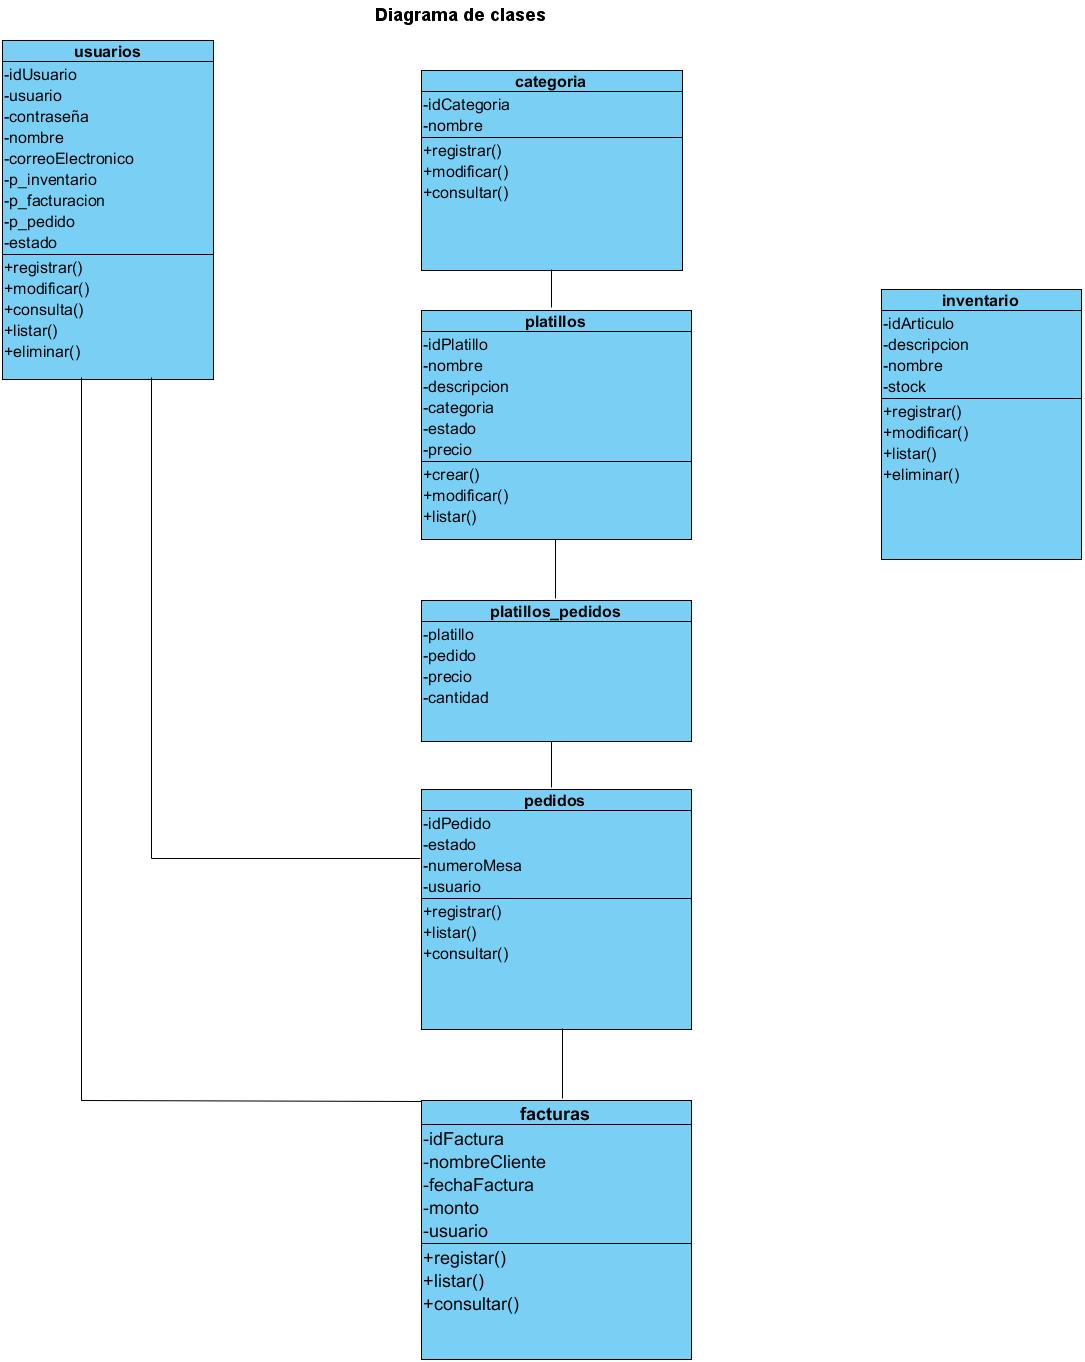 Diagrama de clases
usuarios
-idUsuario
-usuario
-contraseña
-nombre
-correoElectronico
-p_inventario
-p_facturacion
-p_pedido
-estado
+registrar()
+modificar()
+consulta()
+listar()
+eliminar()
categoria
-idCategoria
-nombre
+registrar()
+modificar()
+consultar()
platillos
-idPlatillo
-nombre
-descripcion
-categoria
-estado
-precio
+crear()
+modificar()
+listar()
inventario
-idArticulo
-descripcion
-nombre
-stock
+registrar()
+modificar()
+listar()
+eliminar()
platillos_pedidos
-platillo
-pedido
-precio
-cantidad
pedidos
-idPedido
-estado
-numeroMesa
-usuario
+registrar()
+listar()
+consultar()
facturas
-idFactura
-nombreCliente
-fechaFactura
-monto
-usuario
+registar()
+listar()
+consultar()